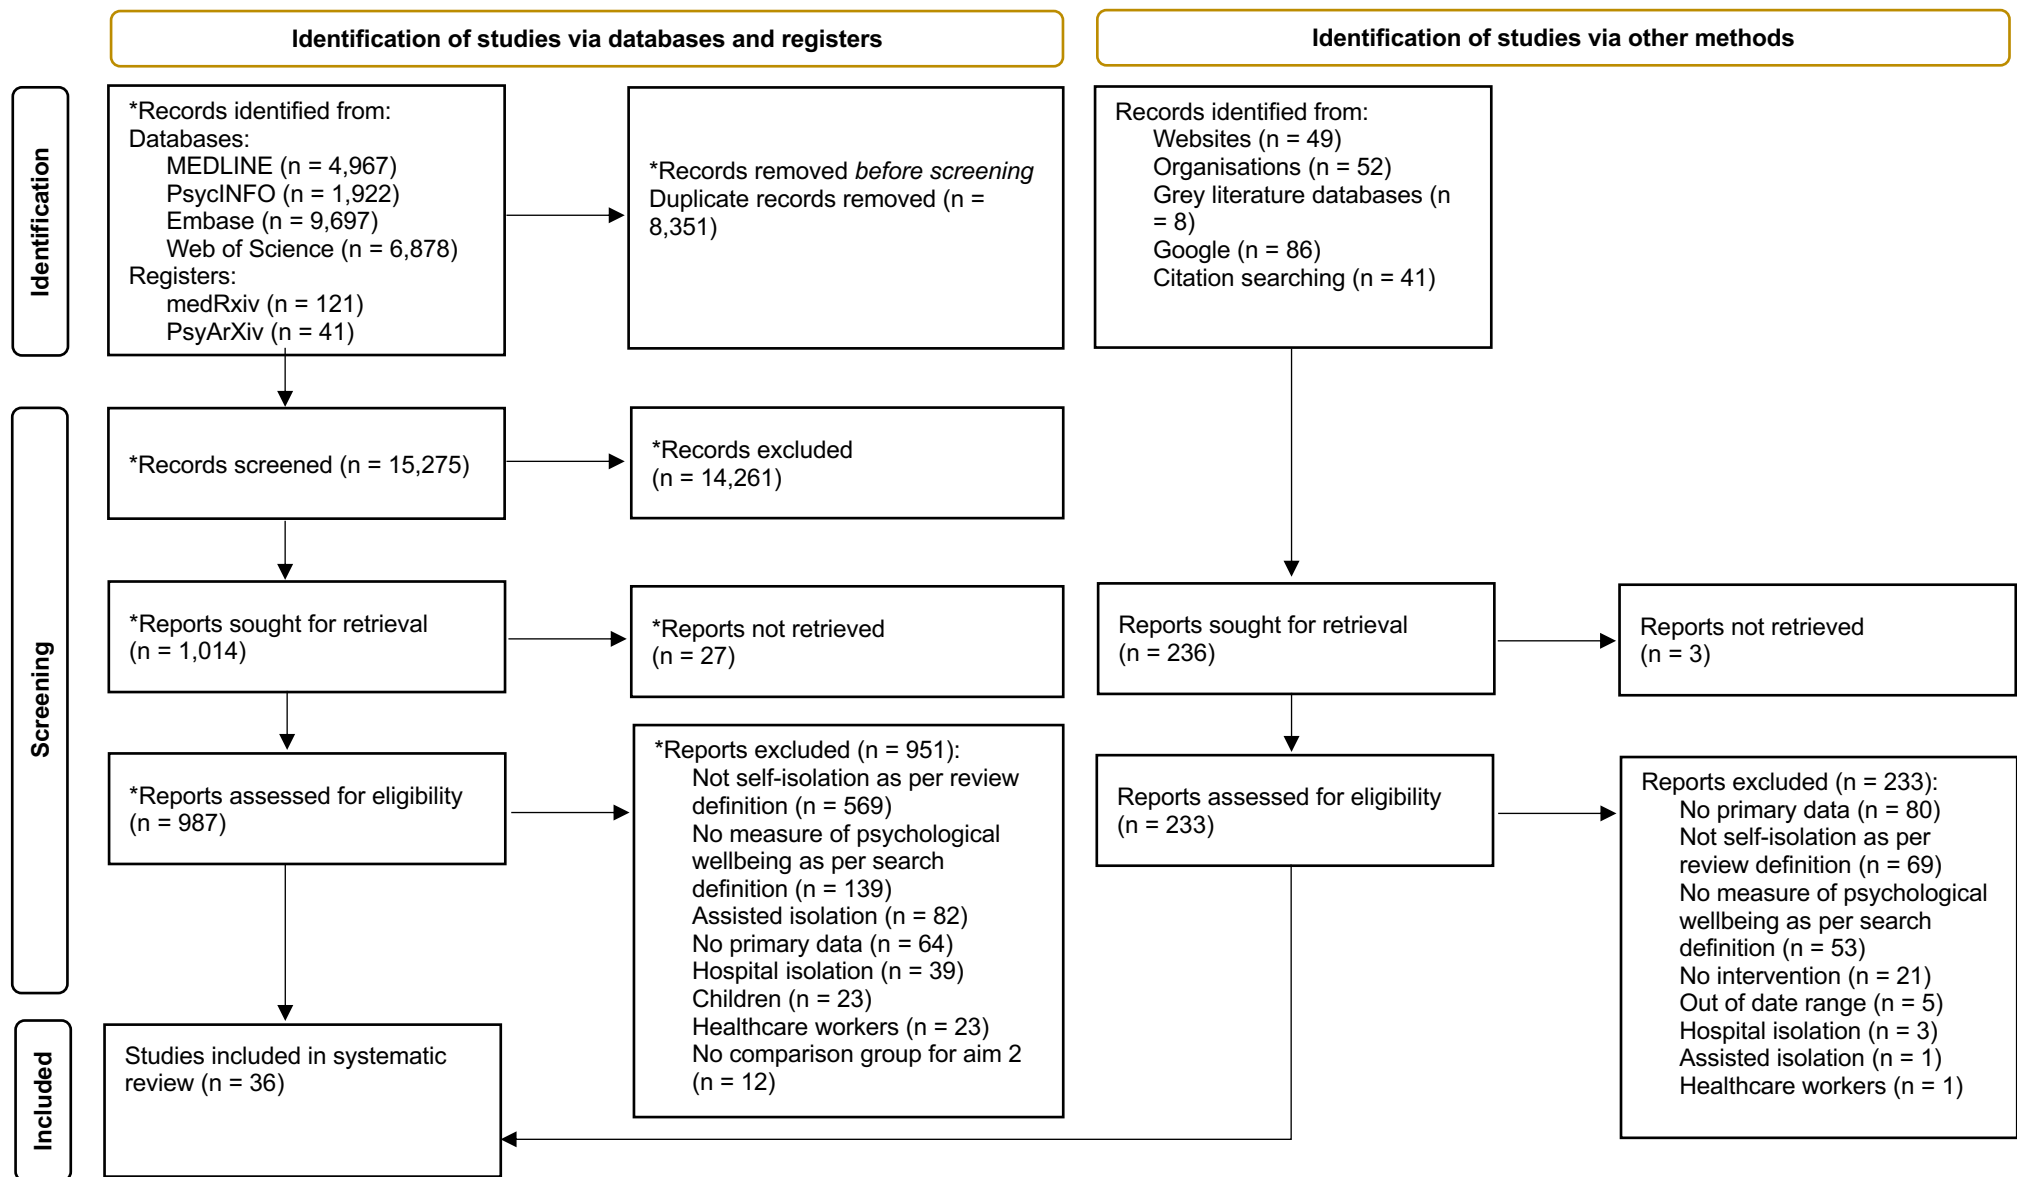 Identification of studies via databases and registers
Identification of studies via other methods
Identification
*Records identified from:
Databases:
MEDLINE (n = 4,967)
PsycINFO (n = 1,922)
Embase (n = 9,697)
Web of Science (n = 6,878)
Registers:
medRxiv (n = 121)
PsyArXiv (n = 41)
*Records removed before screening
Duplicate records removed (n =
8,351)
Records identified from:
Websites (n = 49)
Organisations (n = 52)
Grey literature databases (n
= 8)
Google (n = 86)
Citation searching (n = 41)
Screening
*Records screened (n = 15,275)
*Records excluded
(n = 14,261)
*Reports sought for retrieval
(n = 1,014)
*Reports not retrieved
(n = 27)
Reports sought for retrieval
(n = 236)
Reports not retrieved
(n = 3)
*Reports assessed for eligibility
(n = 987)
*Reports excluded (n = 951):
Not self-isolation as per review
definition (n = 569)
No measure of psychological
wellbeing as per search
definition (n = 139)
Assisted isolation (n = 82)
No primary data (n = 64)
Hospital isolation (n = 39)
Children (n = 23)
Healthcare workers (n = 23)
No comparison group for aim 2
(n = 12)
Reports assessed for eligibility
(n = 233)
Reports excluded (n = 233):
No primary data (n = 80)
Not self-isolation as per
review definition (n = 69)
No measure of psychological
wellbeing as per search
definition (n = 53)
No intervention (n = 21)
Out of date range (n = 5)
Hospital isolation (n = 3)
Assisted isolation (n = 1)
Healthcare workers (n = 1)
Included
Studies included in systematic
review (n = 36)